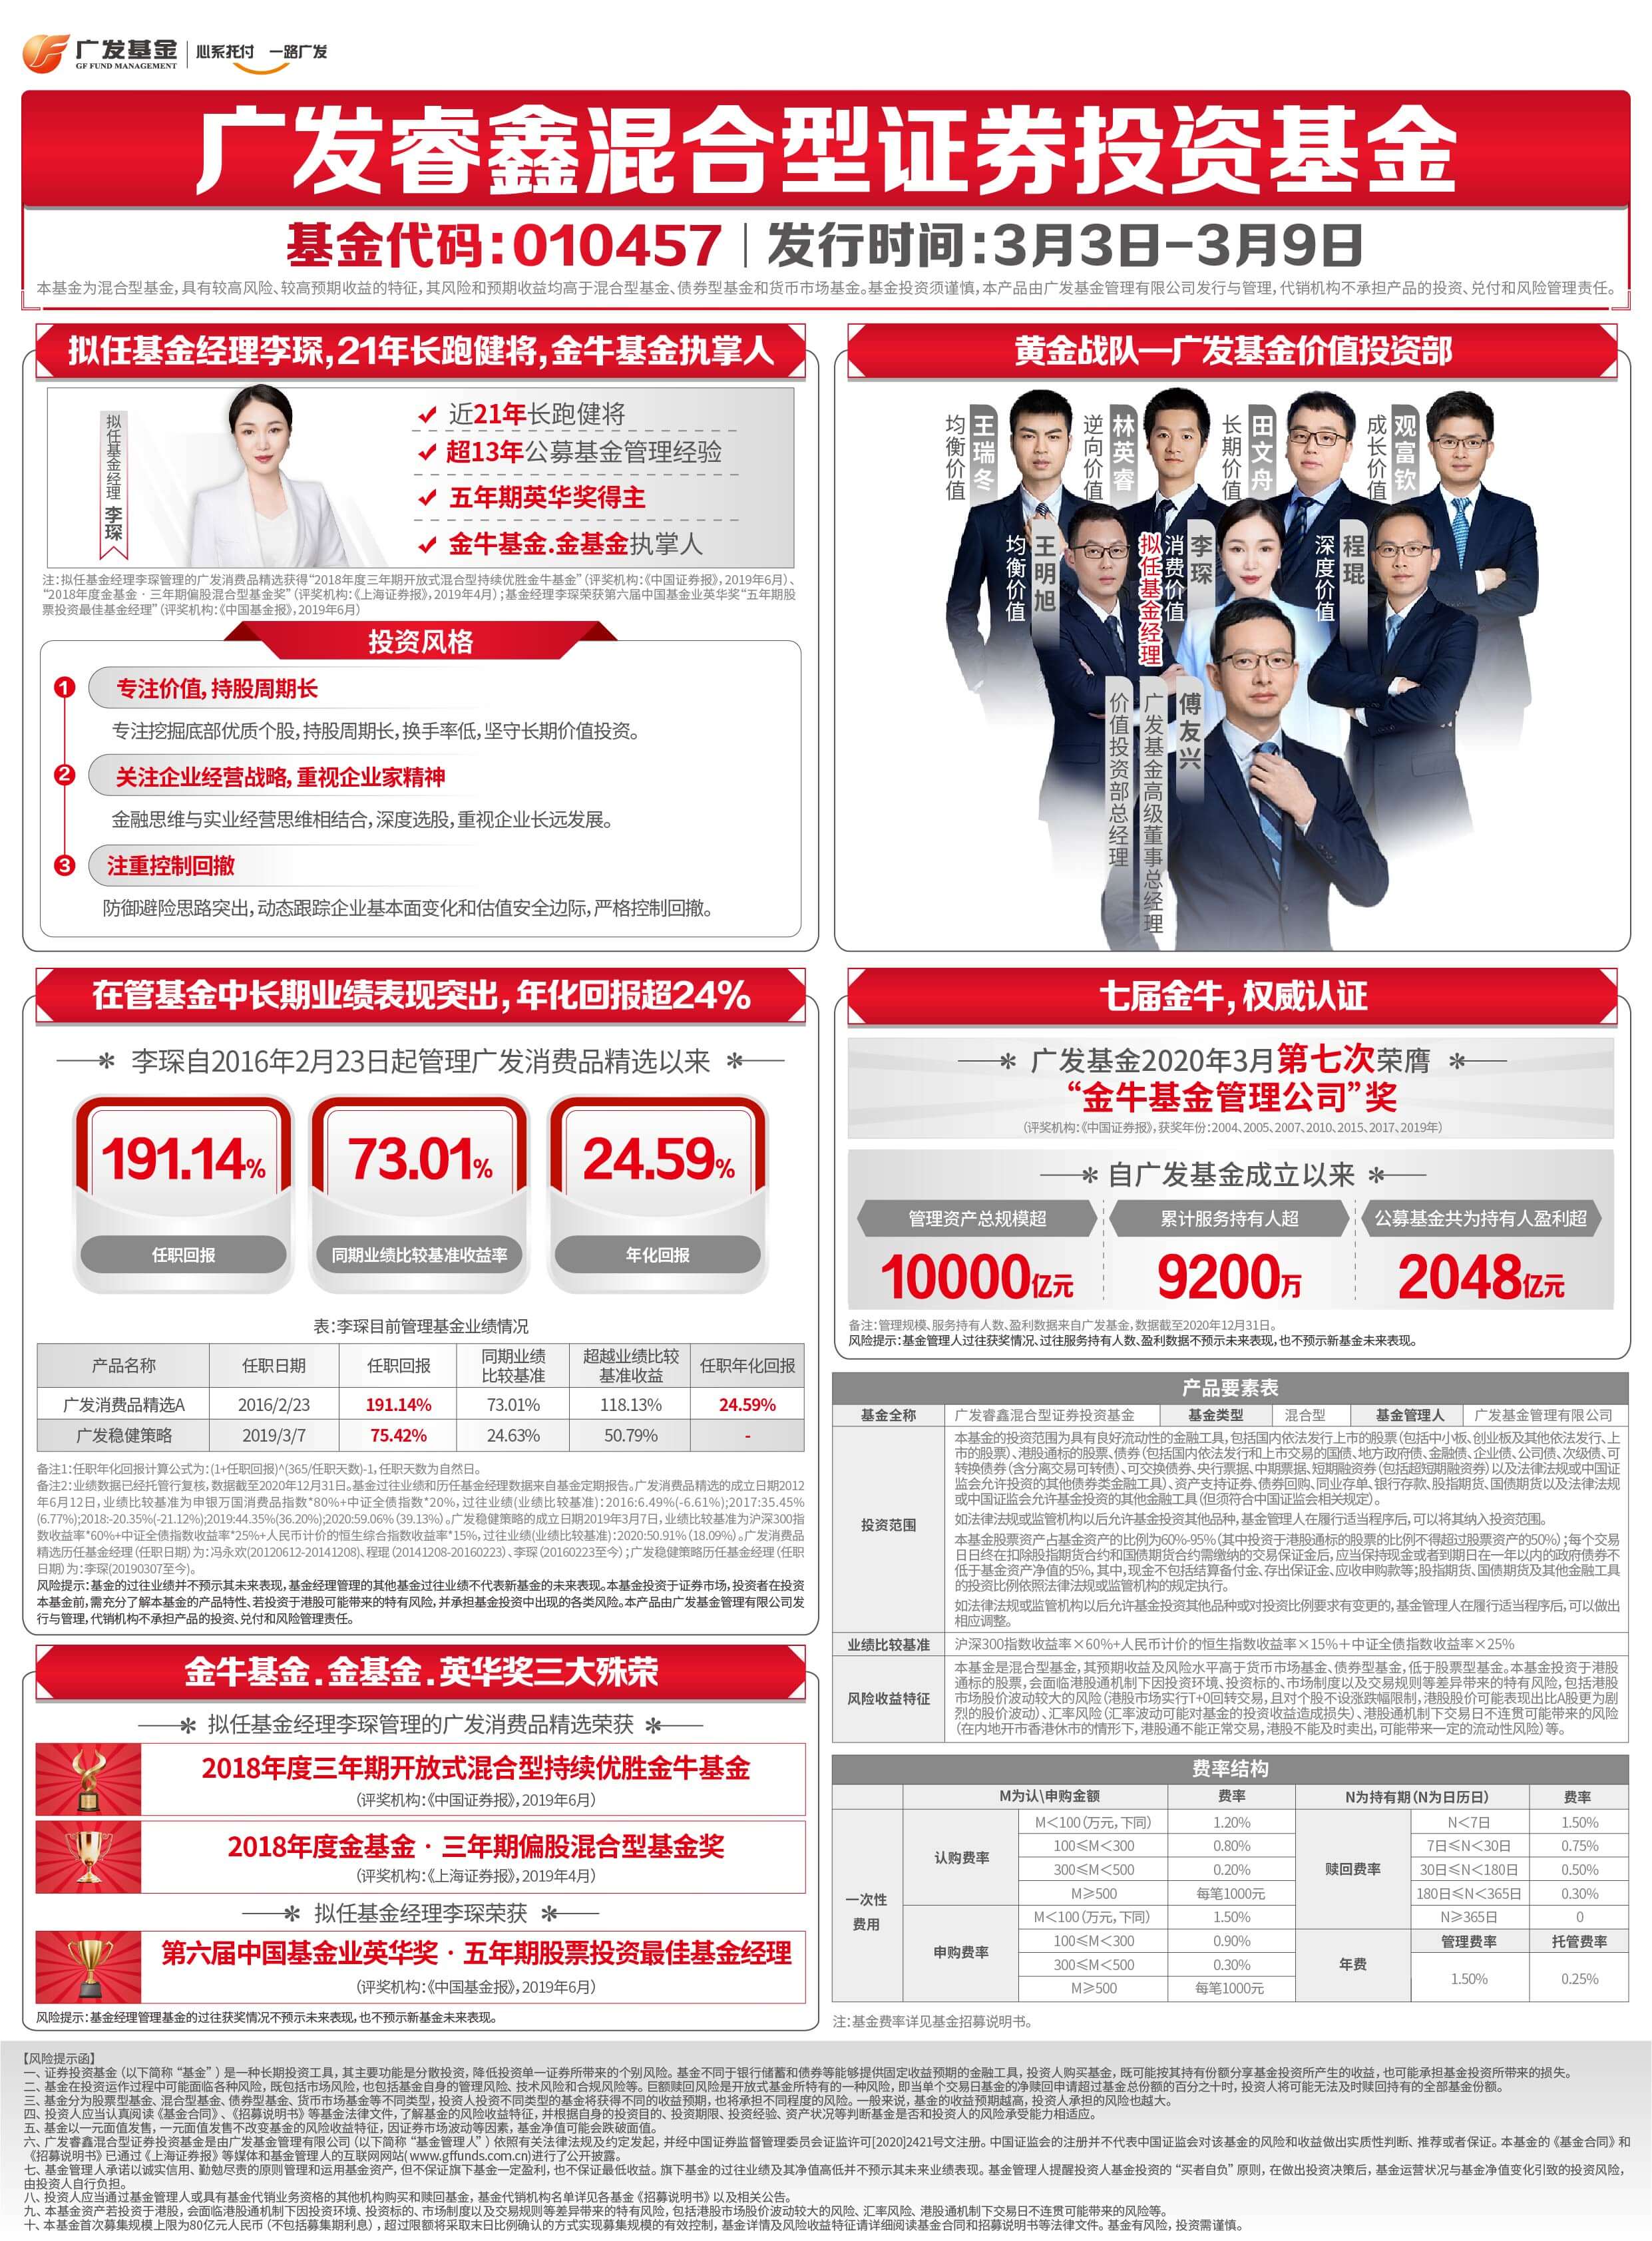 广发基金
GF FUND MANAGEMENT
心系托付 一路广发
广发睿鑫混合型证券投资基金
基金代码:010457 | 发行时间:3月3日-3月9日
本基金为混合型基金,具有较高风险、较高预期收益的特征,其风险和预期收益均高于混合型基金、债券型基金和货币市场基金。基金投资须谨慎,本产品由广发基金管理有限公司发行与管理,代销机构不承担产品的投资、兑付和风险管理责任。
拟任基金经理李琛,21年长跑健将,金牛基金执掌人
拟任基金经理 李琛
近21年长跑健将
超13年公募基金管理经验
五年期英华奖得主
金牛基金.金基金执掌人
注:拟任基金经理李琛管理的广发消费品精选获得“2018年度三年期开放式混合型持续优胜金牛基金”(评奖机构:《中国证券报》,2019年6月)、
“2018年度金基金·三年期偏股混合型基金奖”(评奖机构:《上海证券报》,2019年4月);基金经理李琛荣获第六届中国基金业英华奖“五年期股
票投资最佳基金经理”(评奖机构:《中国基金报》,2019年6月)
投资风格
1 专注价值,持股周期长
专注挖掘底部优质个股,持股周期长,换手率低,坚守长期价值投资。
2 关注企业经营战略,重视企业家精神
金融思维与实业经营思维相结合,深度选股,重视企业长远发展。
3 注重控制回撤
防御避险思路突出,动态跟踪企业基本面变化和估值安全边际,严格控制回撤。
黄金战队—广发基金价值投资部
均衡价值 王瑞冬
逆向价值 林英睿
长期价值 田文舟
成长价值 观富钦
均衡价值 王明旭
拟任基金经理 消费价值 李琛
深度价值 程琨
价值投资部总经理 广发基金高级董事总经理 傅友兴
在管基金中长期业绩表现突出,年化回报超24%
李琛自2016年2月23日起管理广发消费品精选以来
191.14% 73.01% 24.59%
任职回报 同期业绩比较基准收益率 年化回报
表:李琛目前管理基金业绩情况
产品名称 任职日期 任职回报 同期业绩比较基准 超越业绩比较基准收益 任职年化回报
广发消费品精选A 2016/2/23 191.14% 73.01% 118.13% 24.59%
广发稳健策略 2019/3/7 75.42% 24.63% 50.79% -
备注1:任职年化回报计算公式为:(1+任职回报)^(365/任职天数)-1,任职天数为自然日。
备注2:业绩数据已经托管行复核,数据截至2020年12月31日。基金过往业绩和历任基金经理数据来自基金定期报告。广发消费品精选的成立日期2012
年6月12日,业绩比较基准为申银万国消费品指数*80%+中证全债指数*20%,过往业绩(业绩比较基准):2016:6.49%(-6.61%);2017:35.45%
(6.77%);2018:-20.35%(-21.12%);2019:44.35%(36.20%);2020:59.06%(39.13%)。广发稳健策略的成立日期2019年3月7日,业绩比较基准为沪深300指
数收益率*60%+中证全债指数收益率*25%+人民币计价的恒生综合指数收益率*15%,过往业绩(业绩比较基准):2020:50.91%(18.09%)。广发消费品
精选历任基金经理(任职日期)为:冯永欢(20120612-20141208)、程琨(20141208-20160223)、李琛(20160223至今);广发稳健策略历任基金经理(任职
日期)为:李琛(20190307至今)。
风险提示:基金的过往业绩并不预示其未来表现,基金经理管理的其他基金过往业绩不代表新基金的未来表现。本基金投资于证券市场,投资者在投资
本基金前,需充分了解本基金的产品特性、若投资于港股可能带来的特有风险,并承担基金投资中出现的各类风险。本产品由广发基金管理有限公司发
行与管理,代销机构不承担产品的投资、兑付和风险管理责任。
七届金牛,权威认证
广发基金2020年3月第七次荣膺
“金牛基金管理公司”奖
(评奖机构:《中国证券报》,获奖年份:2004、2005、2007、2010、2015、2017、2019年)
自广发基金成立以来
管理资产总规模超 累计服务持有人超 公募基金共为持有人盈利超
10000亿元 9200万 2048亿元
备注:管理规模、服务持有人数、盈利数据来自广发基金,数据截至2020年12月31日。
风险提示:基金管理人过往获奖情况、过往服务持有人数、盈利数据不预示未来表现,也不预示新基金未来表现。
产品要素表
基金全称 广发睿鑫混合型证券投资基金 基金类型 混合型 基金管理人 广发基金管理有限公司
投资范围
本基金的投资范围为具有良好流动性的金融工具,包括国内依法发行上市的股票(包括中小板、创业板及其他依法发行、上
市的股票)、港股通标的股票、债券(包括国内依法发行和上市交易的国债、地方政府债、金融债、企业债、公司债、次级债、可
转换债券(含分离交易可转债)、可交换债券、央行票据、中期票据、短期融资券(包括超短期融资券)以及法律法规或中国证
监会允许投资的其他债券类金融工具)、资产支持证券、债券回购、同业存单、银行存款、股指期货、国债期货以及法律法规
或中国证监会允许基金投资的其他金融工具(但须符合中国证监会相关规定)。
如法律法规或监管机构以后允许基金投资其他品种,基金管理人在履行适当程序后,可以将其纳入投资范围。
本基金股票资产占基金资产的比例为60%-95%(其中投资于港股通标的股票的比例不得超过股票资产的50%);每个交易
日日终在扣除股指期货合约和国债期货合约需缴纳的交易保证金后,应当保持现金或者到期日在一年以内的政府债券不
低于基金资产净值的5%,其中,现金不包括结算备付金、存出保证金、应收申购款等;股指期货、国债期货及其他金融工具
的投资比例依照法律法规或监管机构的规定执行。
如法律法规或监管机构以后允许基金投资其他品种或对投资比例要求有变更的,基金管理人在履行适当程序后,可以做出
相应调整。
业绩比较基准 沪深300指数收益率×60%+人民币计价的恒生指数收益率×15%+中证全债指数收益率×25%
风险收益特征
本基金是混合型基金,其预期收益及风险水平高于货币市场基金、债券型基金,低于股票型基金。本基金投资于港股
通标的股票,会面临港股通机制下因投资环境、投资标的、市场制度以及交易规则等差异带来的特有风险,包括港股
市场股价波动较大的风险(港股市场实行T+0回转交易,且对个股不设涨跌幅限制,港股股价可能表现出比A股更为剧
烈的股价波动)、汇率风险(汇率波动可能对基金的投资收益造成损失)、港股通机制下交易日不连贯可能带来的风险
(在内地开市香港休市的情形下,港股通不能正常交易,港股不能及时卖出,可能带来一定的流动性风险)等。
金牛基金.金基金.英华奖三大殊荣
拟任基金经理李琛管理的广发消费品精选荣获
2018年度三年期开放式混合型持续优胜金牛基金
(评奖机构:《中国证券报》,2019年6月)
2018年度金基金·三年期偏股混合型基金奖
(评奖机构:《上海证券报》,2019年4月)
拟任基金经理李琛荣获
第六届中国基金业英华奖·五年期股票投资最佳基金经理
(评奖机构:《中国基金报》,2019年6月)
风险提示:基金经理管理基金的过往获奖情况不预示未来表现,也不预示新基金未来表现。
费率结构
M为认\申购金额 费率 N为持有期(N为日历日) 费率
一次性费用
认购费率
M<100(万元,下同) 1.20%
100≤M<300 0.80%
300≤M<500 0.20%
M≥500 每笔1000元
申购费率
M<100(万元,下同) 1.50%
100≤M<300 0.90%
300≤M<500 0.30%
M≥500 每笔1000元
赎回费率
N<7日 1.50%
7日≤N<30日 0.75%
30日≤N<180日 0.50%
180日≤N<365日 0.30%
N≥365日 0
年费
管理费率 托管费率
1.50% 0.25%
注:基金费率详见基金招募说明书。
【风险提示函】
一、证券投资基金(以下简称“基金”)是一种长期投资工具,其主要功能是分散投资,降低投资单一证券所带来的个别风险。基金不同于银行储蓄和债券等能够提供固定收益预期的金融工具,投资人购买基金,既可能按其持有份额分享基金投资所产生的收益,也可能承担基金投资所带来的损失。
二、基金在投资运作过程中可能面临各种风险,既包括市场风险,也包括基金自身的管理风险、技术风险和合规风险等。巨额赎回风险是开放式基金所特有的一种风险,即当单个交易日基金的净赎回申请超过基金总份额的百分之十时,投资人将可能无法及时赎回持有的全部基金份额。
三、基金分为股票型基金、混合型基金、债券型基金、货币市场基金等不同类型,投资人投资不同类型的基金将获得不同的收益预期,也将承担不同程度的风险。一般来说,基金的收益预期越高,投资人承担的风险也越大。
四、投资人应当认真阅读《基金合同》、《招募说明书》等基金法律文件,了解基金的风险收益特征,并根据自身的投资目的、投资期限、投资经验、资产状况等判断基金是否和投资人的风险承受能力相适应。
五、基金以一元面值发售,一元面值发售不改变基金的风险收益特征,因证券市场波动等因素,基金净值可能会跌破面值。
六、广发睿鑫混合型证券投资基金是由广发基金管理有限公司(以下简称“基金管理人”)依照有关法律法规及约定发起,并经中国证券监督管理委员会证监许可[2020]2421号文注册。中国证监会的注册并不代表中国证监会对该基金的风险和收益做出实质性判断、推荐或者保证。本基金的《基金合同》和
《招募说明书》已通过《上海证券报》等媒体和基金管理人的互联网网站(www.gffunds.com.cn)进行了公开披露。
七、基金管理人承诺以诚实信用、勤勉尽责的原则管理和运用基金资产,但不保证旗下基金一定盈利,也不保证最低收益。旗下基金的过往业绩及其净值高低并不预示其未来业绩表现。基金管理人提醒投资人基金投资的“买者自负”原则,在做出投资决策后,基金运营状况与基金净值变化引致的投资风险,
由投资人自行负担。
八、投资人应当通过基金管理人或具有基金代销业务资格的其他机构购买和赎回基金,基金代销机构名单详见各基金《招募说明书》以及相关公告。
九、本基金资产若投资于港股,会面临港股通机制下因投资环境、投资标的、市场制度以及交易规则等差异带来的特有风险,包括港股市场股价波动较大的风险、汇率风险、港股通机制下交易日不连贯可能带来的风险等。
十、本基金首次募集规模上限为80亿元人民币(不包括募集期利息),超过限额将采取末日比例确认的方式实现募集规模的有效控制,基金详情及风险收益特征请详细阅读基金合同和招募说明书等法律文件。基金有风险,投资需谨慎。